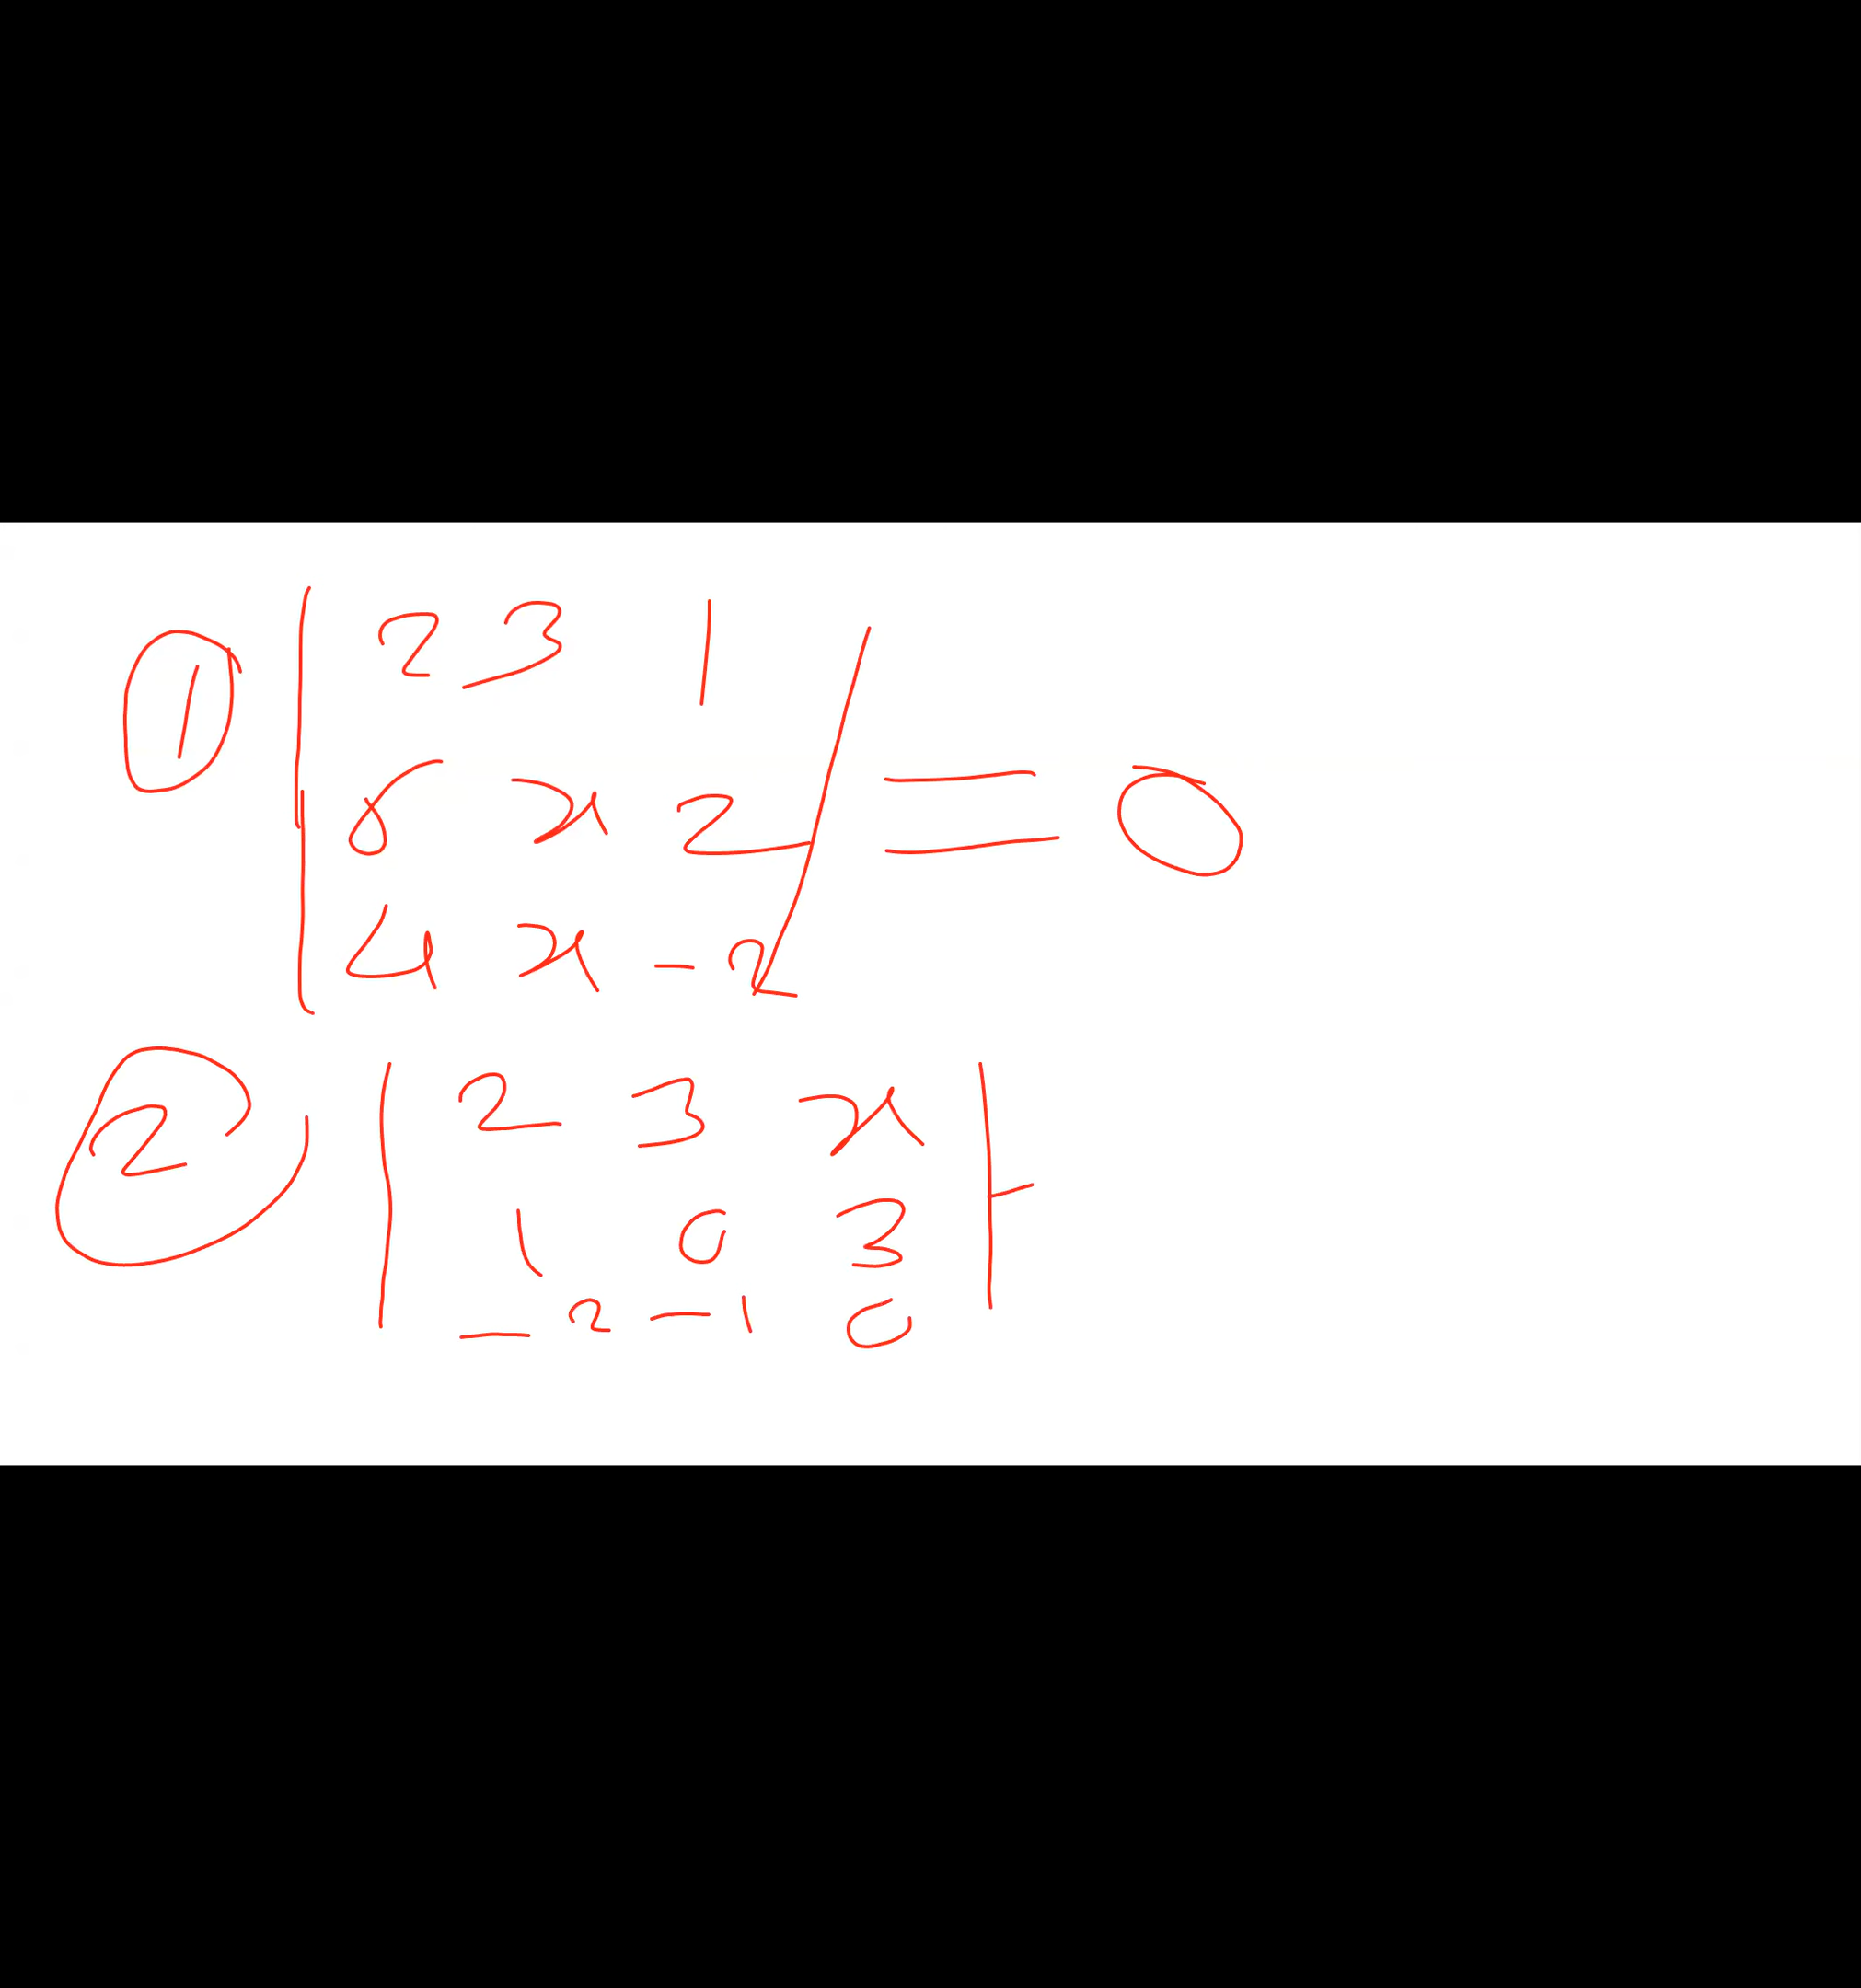 ① | 2 3 1 |
| 8 x 2 | = 0
| 4 x -2 |
② | 2 3 x | -
| 1 0 3 |
| -2 -1 0 |